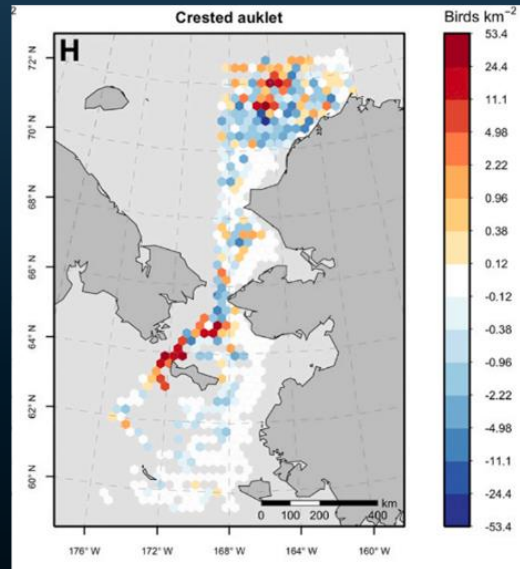 2
Crested auklet
Birds km⁻²
H
72° N
70° N
68° N
66° N
64° N
62° N
60° N
53.4
24.4
11.1
4.98
2.22
0.96
0.38
0.12
-0.12
-0.38
-0.96
-2.22
-4.98
-11.1
-24.4
-53.4
km
0 100 200 400
176° W 172° W 168° W 164° W 160° W